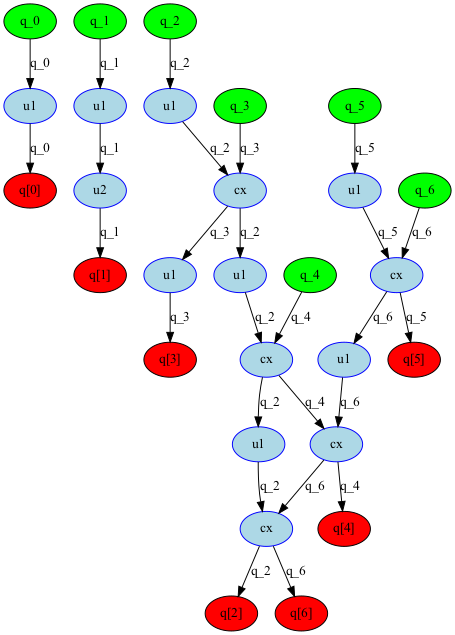 q_0 q_1 q_2
q_0 q_1 q_2
u1 u1 u1 q_3 q_5
q_0 q_1 q_2 q_3 q_5
q[0] u2 cx u1 q_6
q_1 q_3 q_2 q_5 q_6
q[1] u1 u1 q_4 cx
q_3 q_2 q_4 q_6 q_5
q[3] cx u1 q[5]
q_2 q_4 q_6
u1 cx
q_2 q_6 q_4
cx q[4]
q_2 q_6
q[2] q[6]